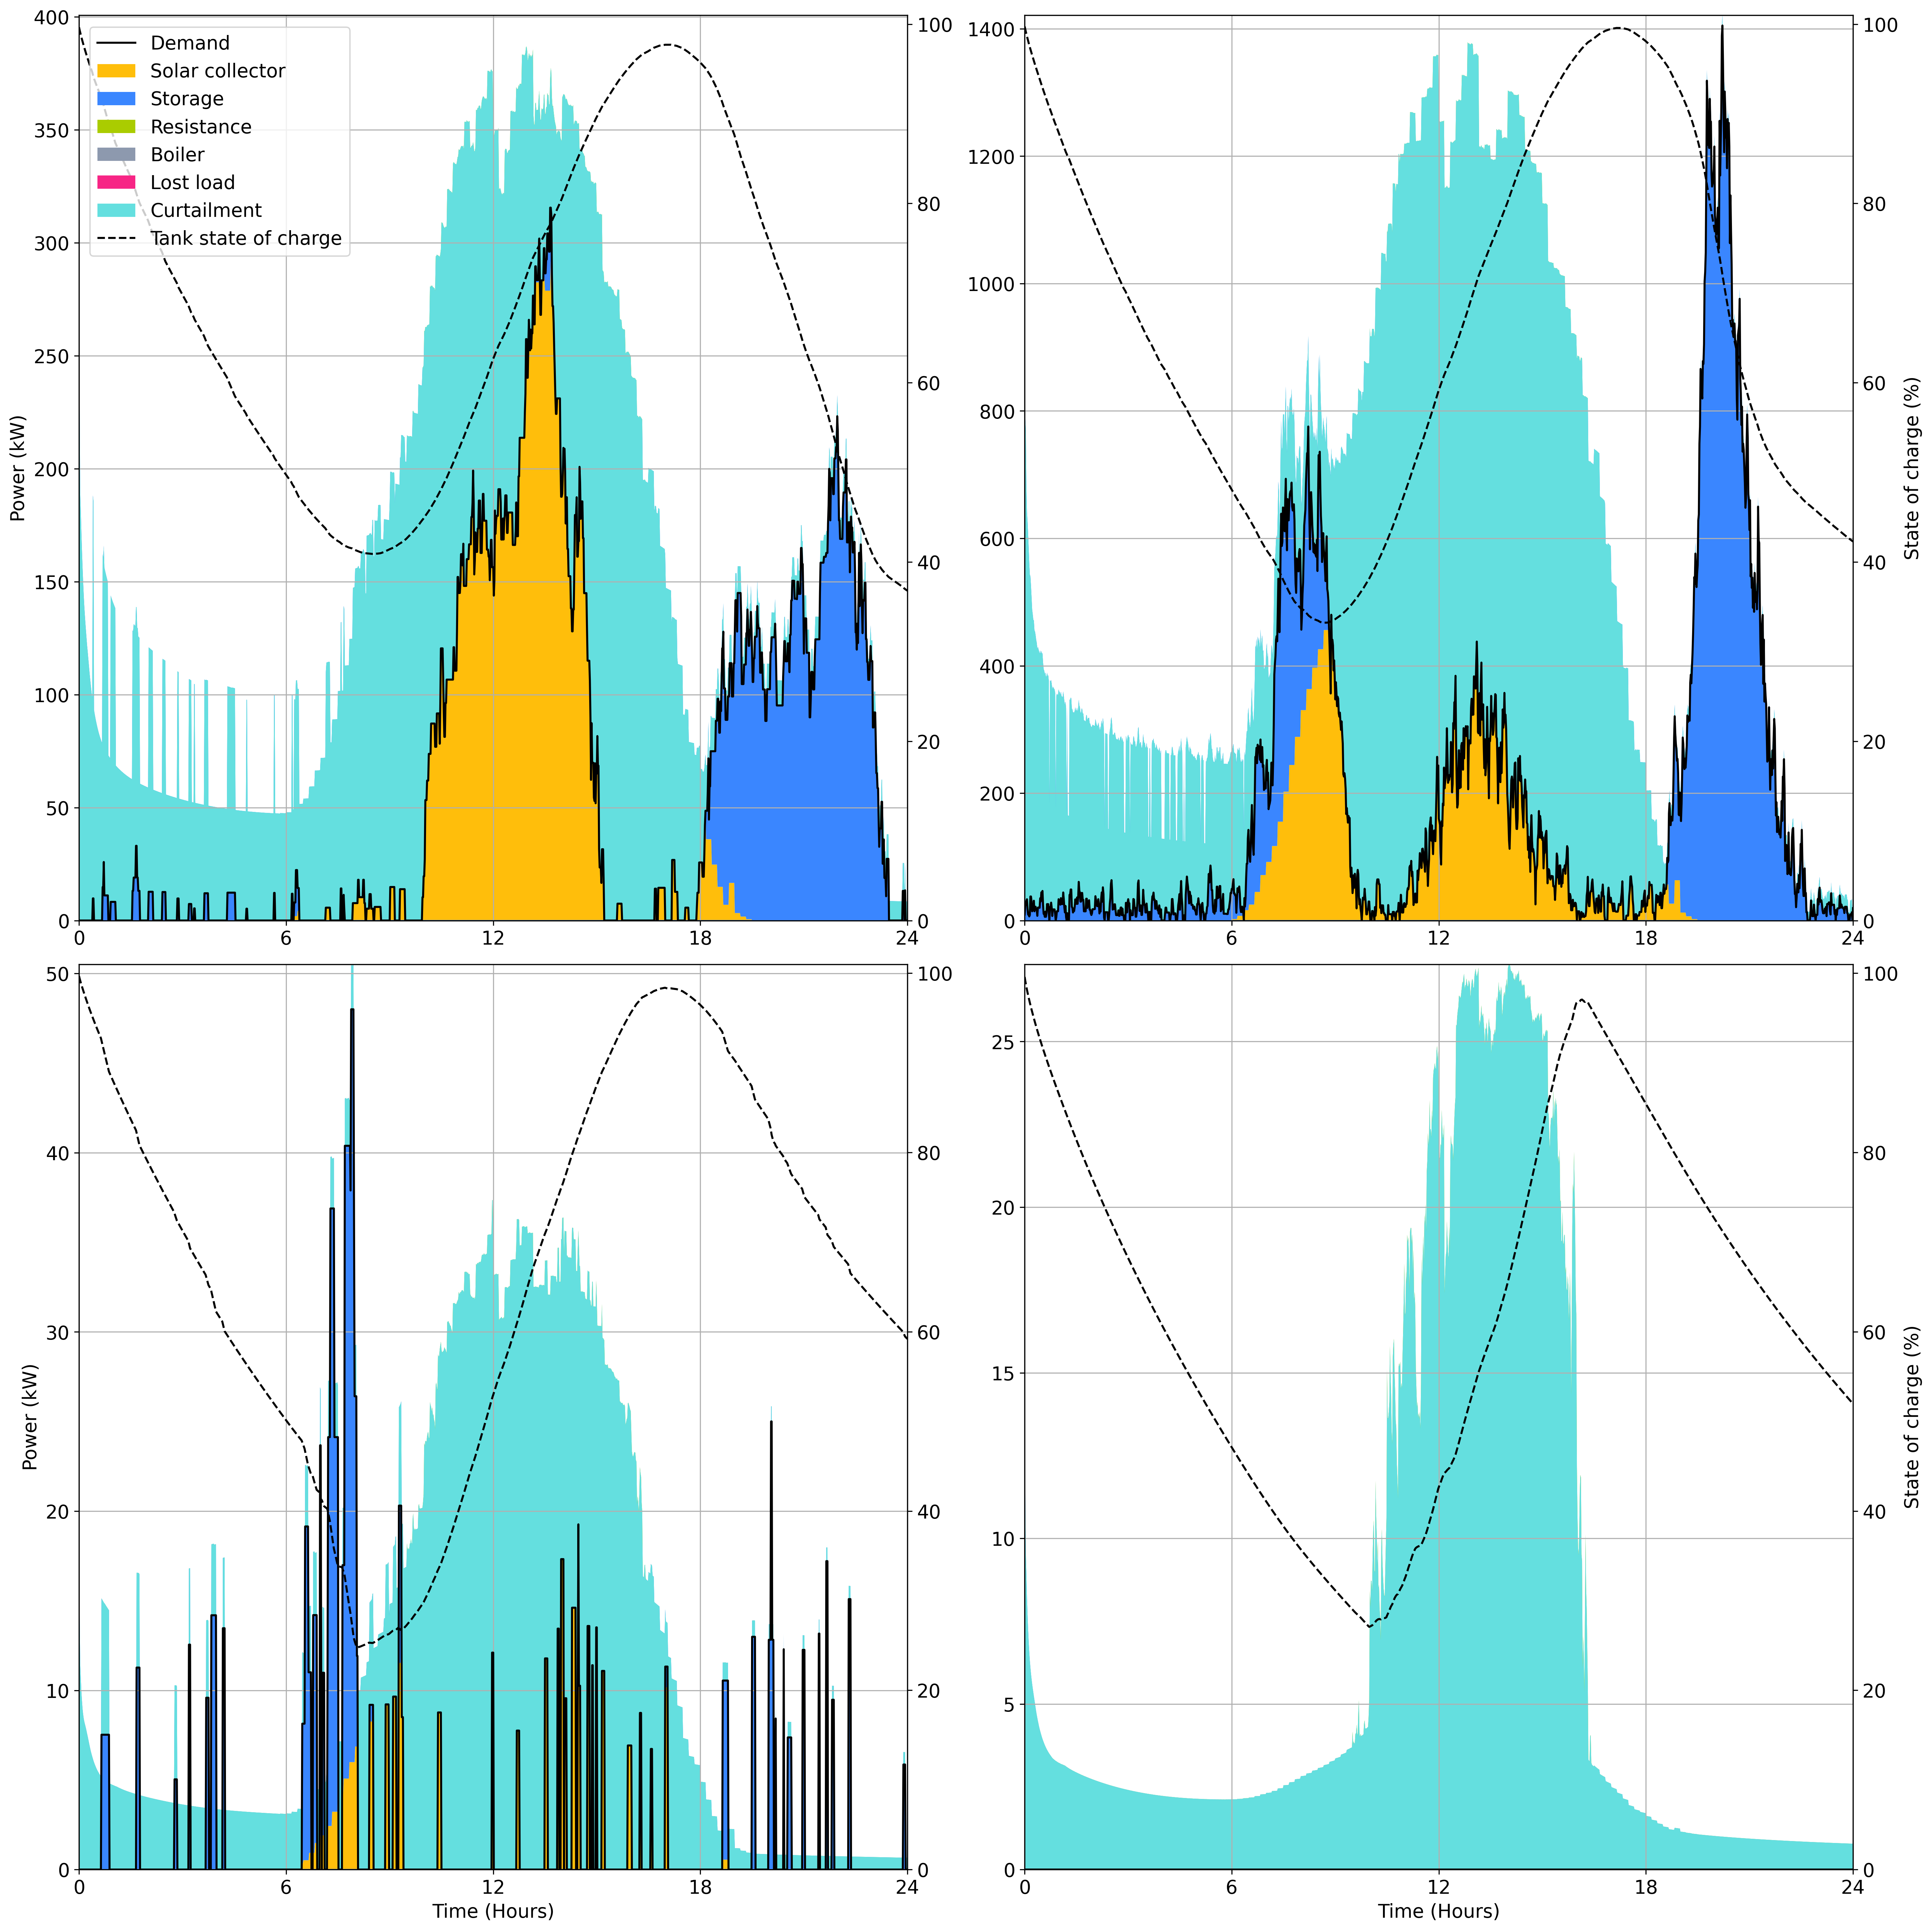 400
350
300
250
200
150
100
50
0
Power (kW)
Demand
Solar collector
Storage
Resistance
Boiler
Lost load
Curtailment
Tank state of charge
100
80
60
40
20
0
0 6 12 18 24
1400
1200
1000
800
600
400
200
0
100
80
60
40
20
0
State of charge (%)
0 6 12 18 24
50
40
30
20
10
0
Power (kW)
100
80
60
40
20
0
0 6 12 18 24
Time (Hours)
25
20
15
10
5
0
100
80
60
40
20
0
State of charge (%)
0 6 12 18 24
Time (Hours)